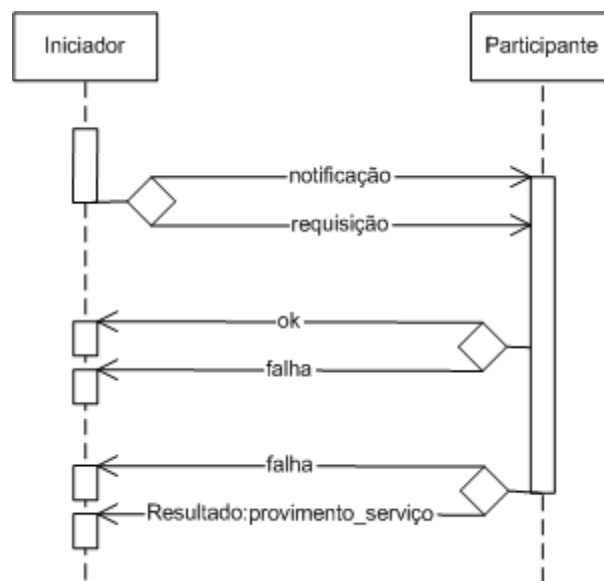 Iniciador
Participante
notificação
requisição
ok
falha
falha
Resultado:provimento_serviço